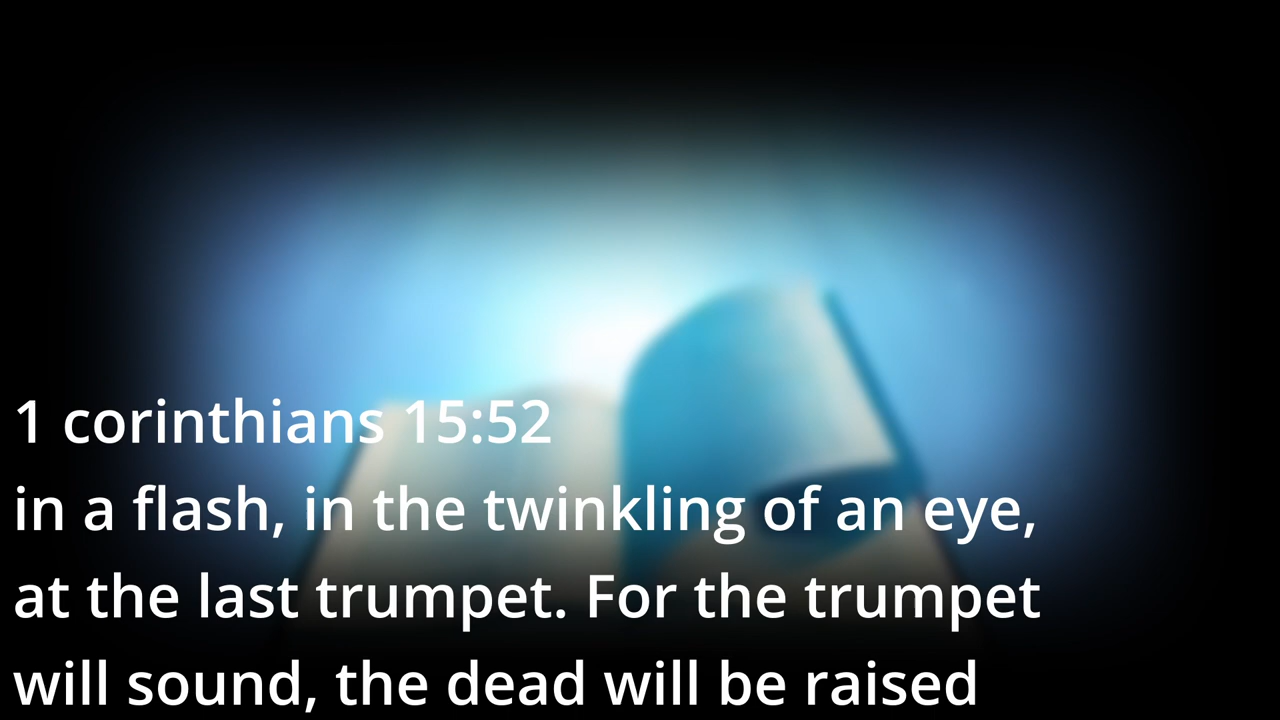 1 corinthians 15:52
in a flash, in the twinkling of an eye,
at the last trumpet. For the trumpet
will sound, the dead will be raised